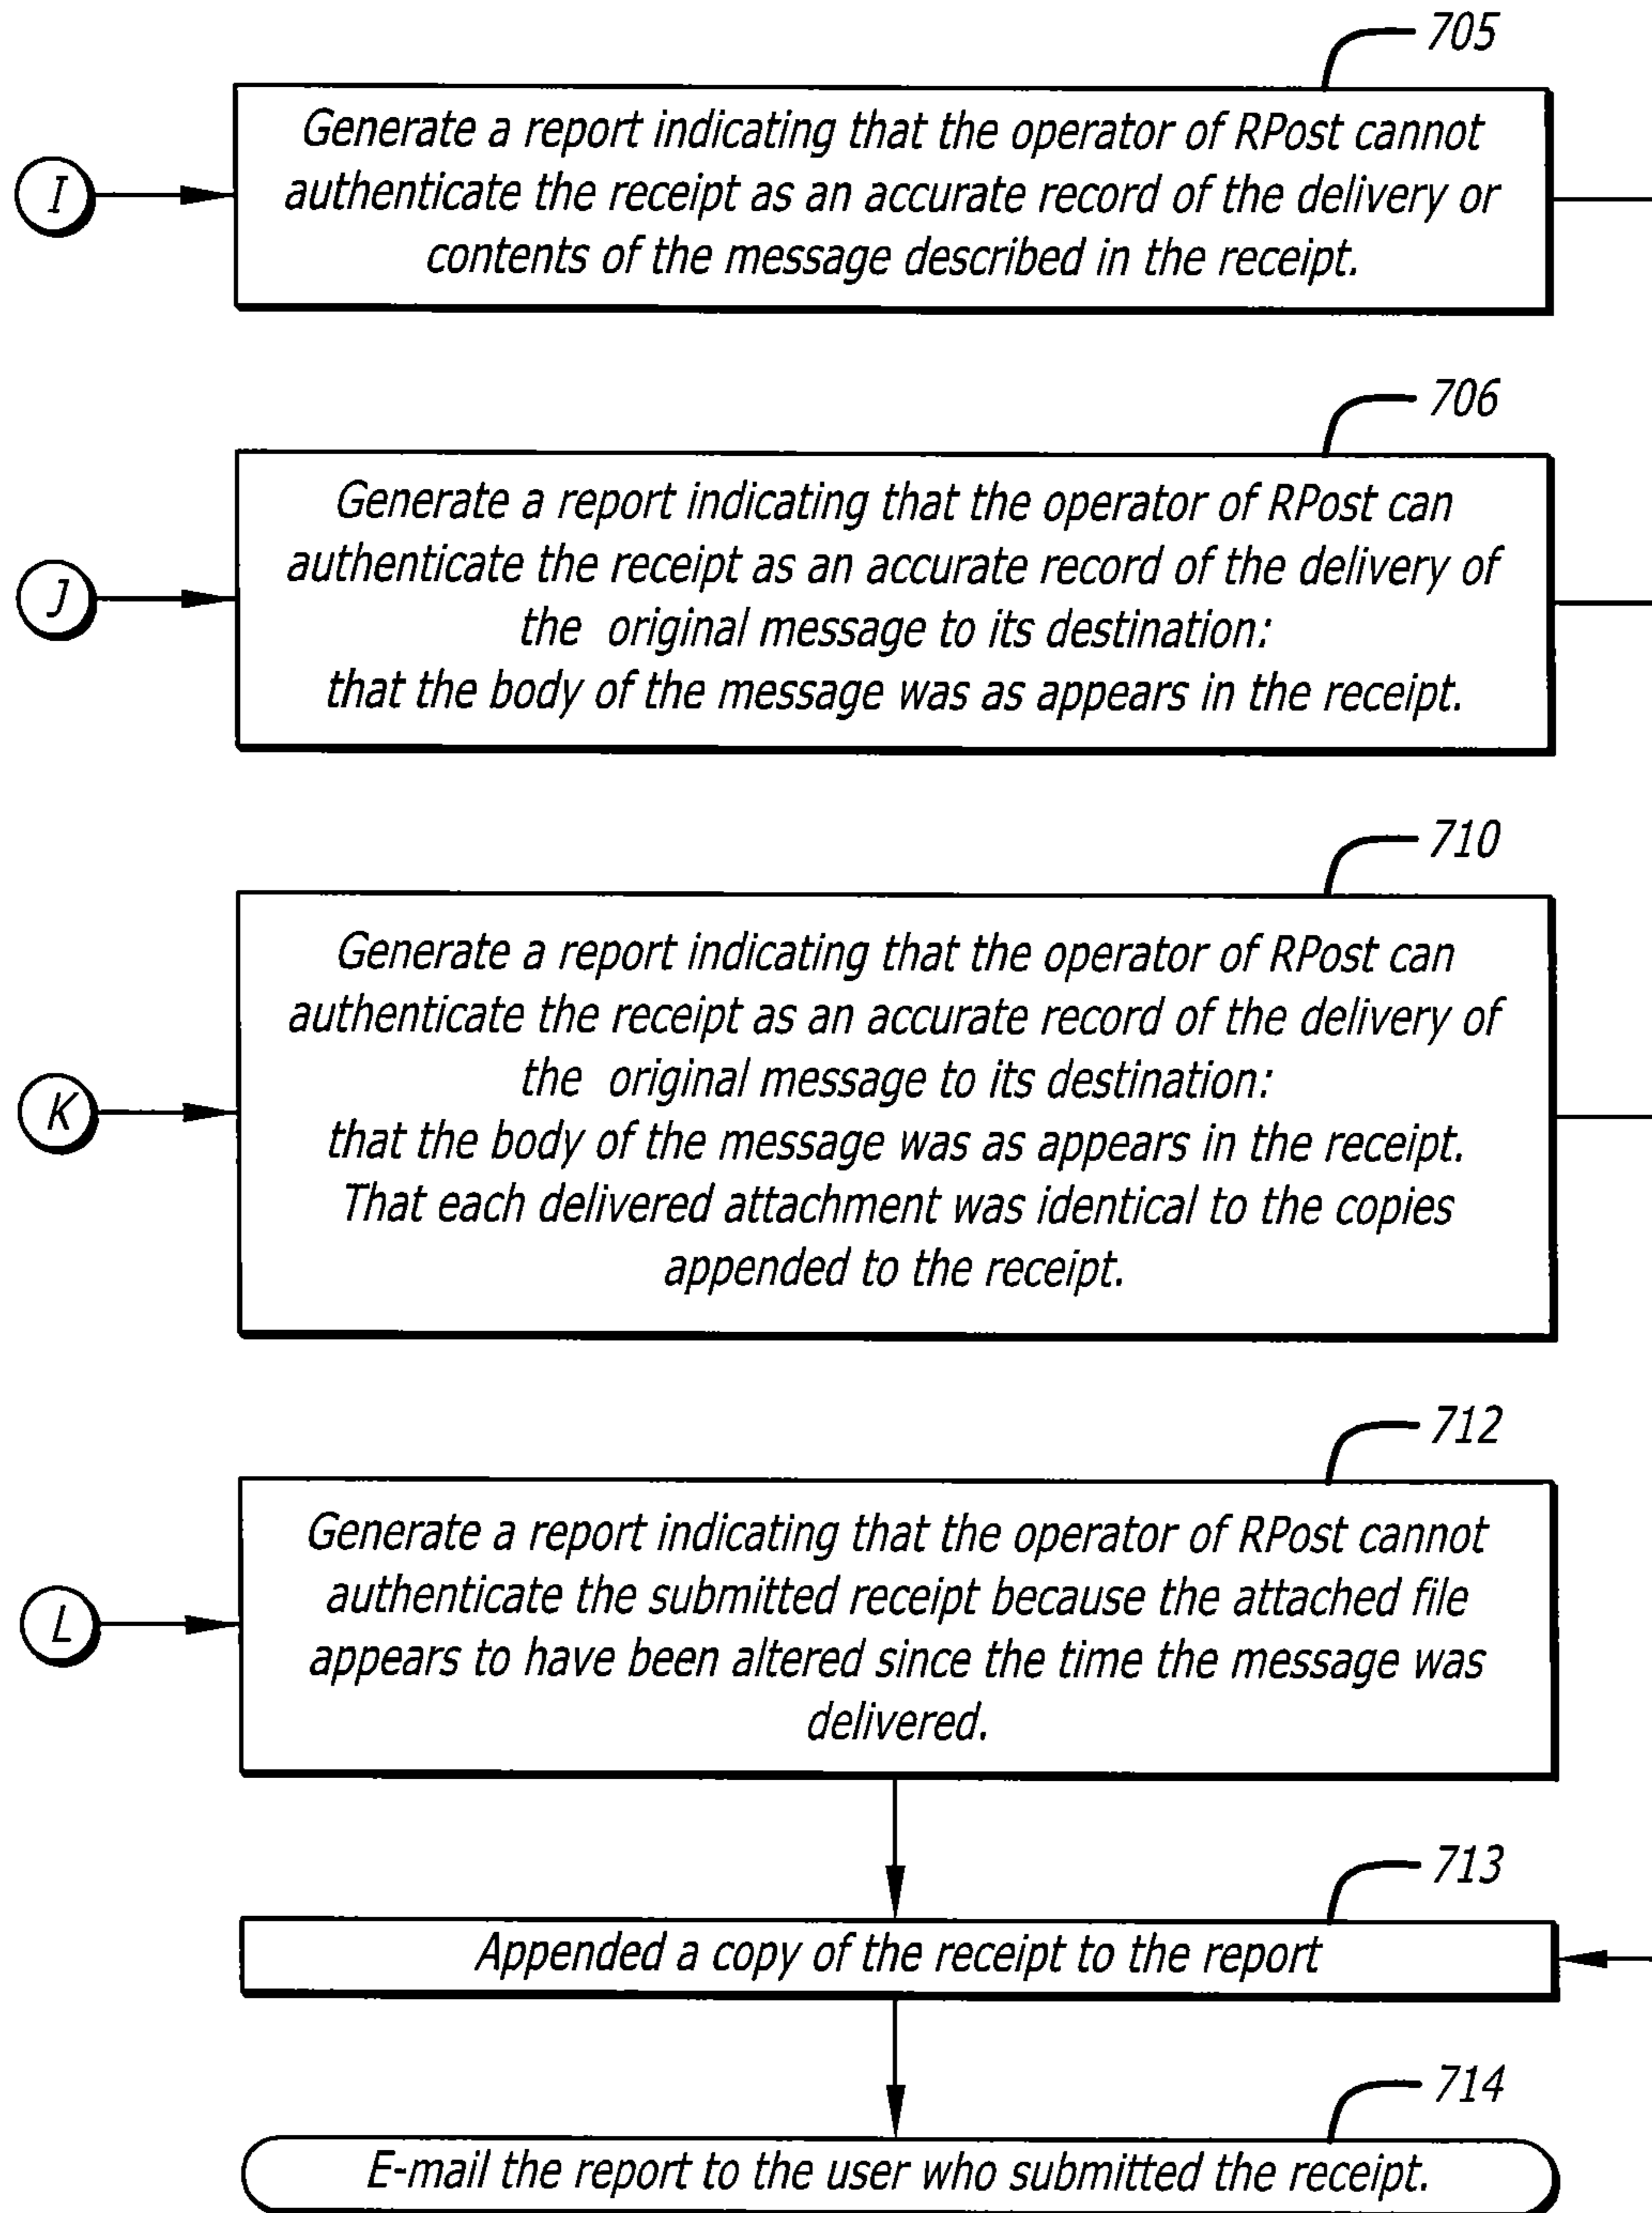 705
Generate a report indicating that the operator of RPost cannot
I
authenticate the receipt as an accurate record of the delivery or
contents of the message described in the receipt.
706
Generate a report indicating that the operator of RPost can
authenticate the receipt as an accurate record of the delivery of
J
the original message to its destination:
that the body of the message was as appears in the receipt.
710
Generate a report indicating that the operator of RPost can
authenticate the receipt as an accurate record of the delivery of
the original message to its destination:
K
that the body of the message was as appears in the receipt.
That each delivered attachment was identical to the copies
appended to the receipt.
712
Generate a report indicating that the operator of RPost cannot
authenticate the submitted receipt because the attached file
L
appears to have been altered since the time the message was
delivered.
713
Appended a copy of the receipt to the report
714
E-mail the report to the user who submitted the receipt.